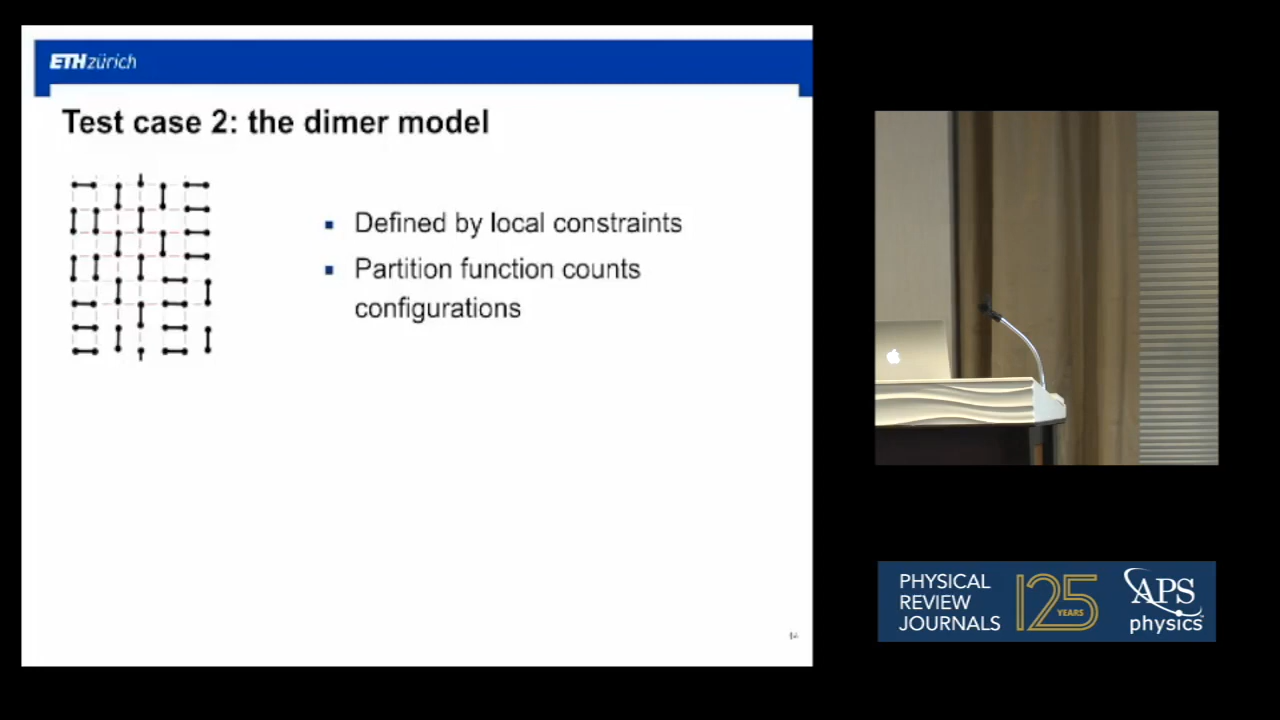 ETH zürich
Test case 2: the dimer model
Defined by local constraints
Partition function counts
configurations
14
PHYSICAL
REVIEW
JOURNALS
125
YEARS
APS
physics